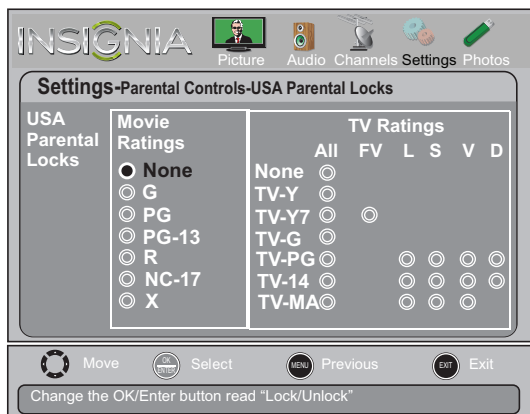 INSIGNIA
Picture Audio Channels Settings Photos
Settings-Parental Controls-USA Parental Locks
USA Parental Locks
Movie Ratings
None
G
PG
PG-13
R
NC-17
X
TV Ratings
All FV L S V D
None
TV-Y
TV-Y7
TV-G
TV-PG
TV-14
TV-MA
Move
OK ENTER Select
MENU Previous
EXIT Exit
Change the OK/Enter button read “Lock/Unlock”